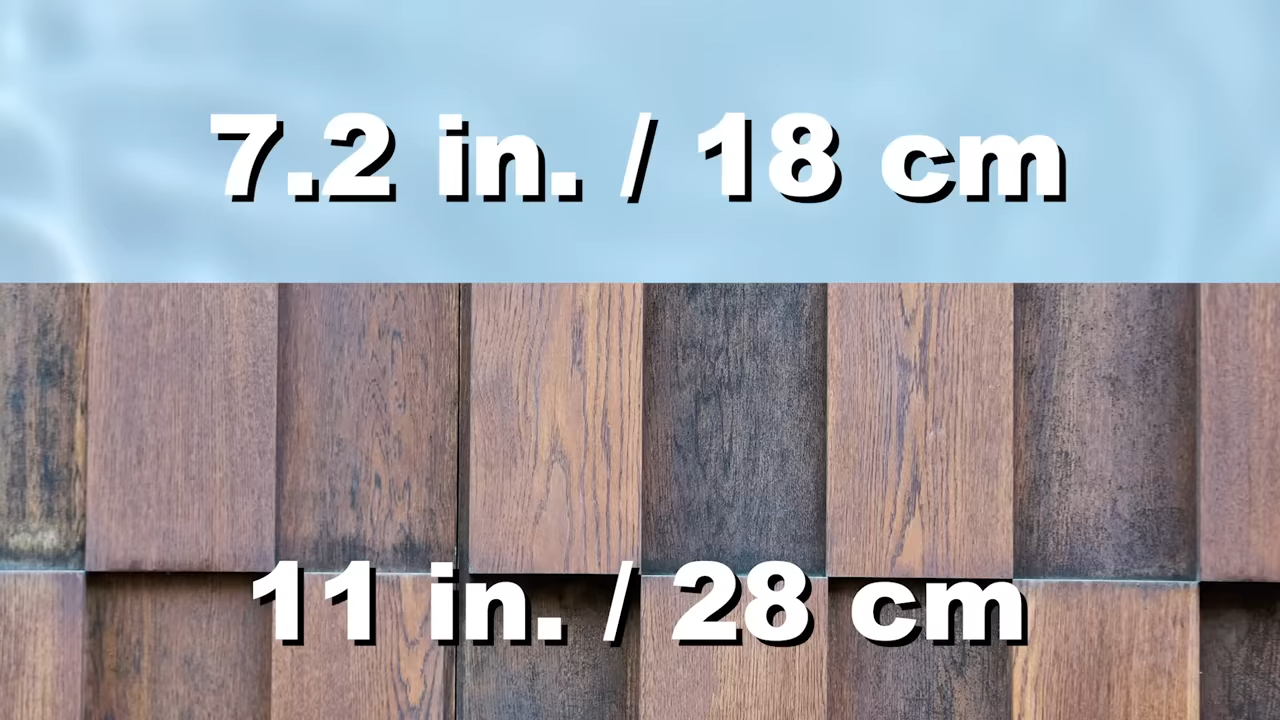 7.2 in. / 18 cm
11 in. / 28 cm